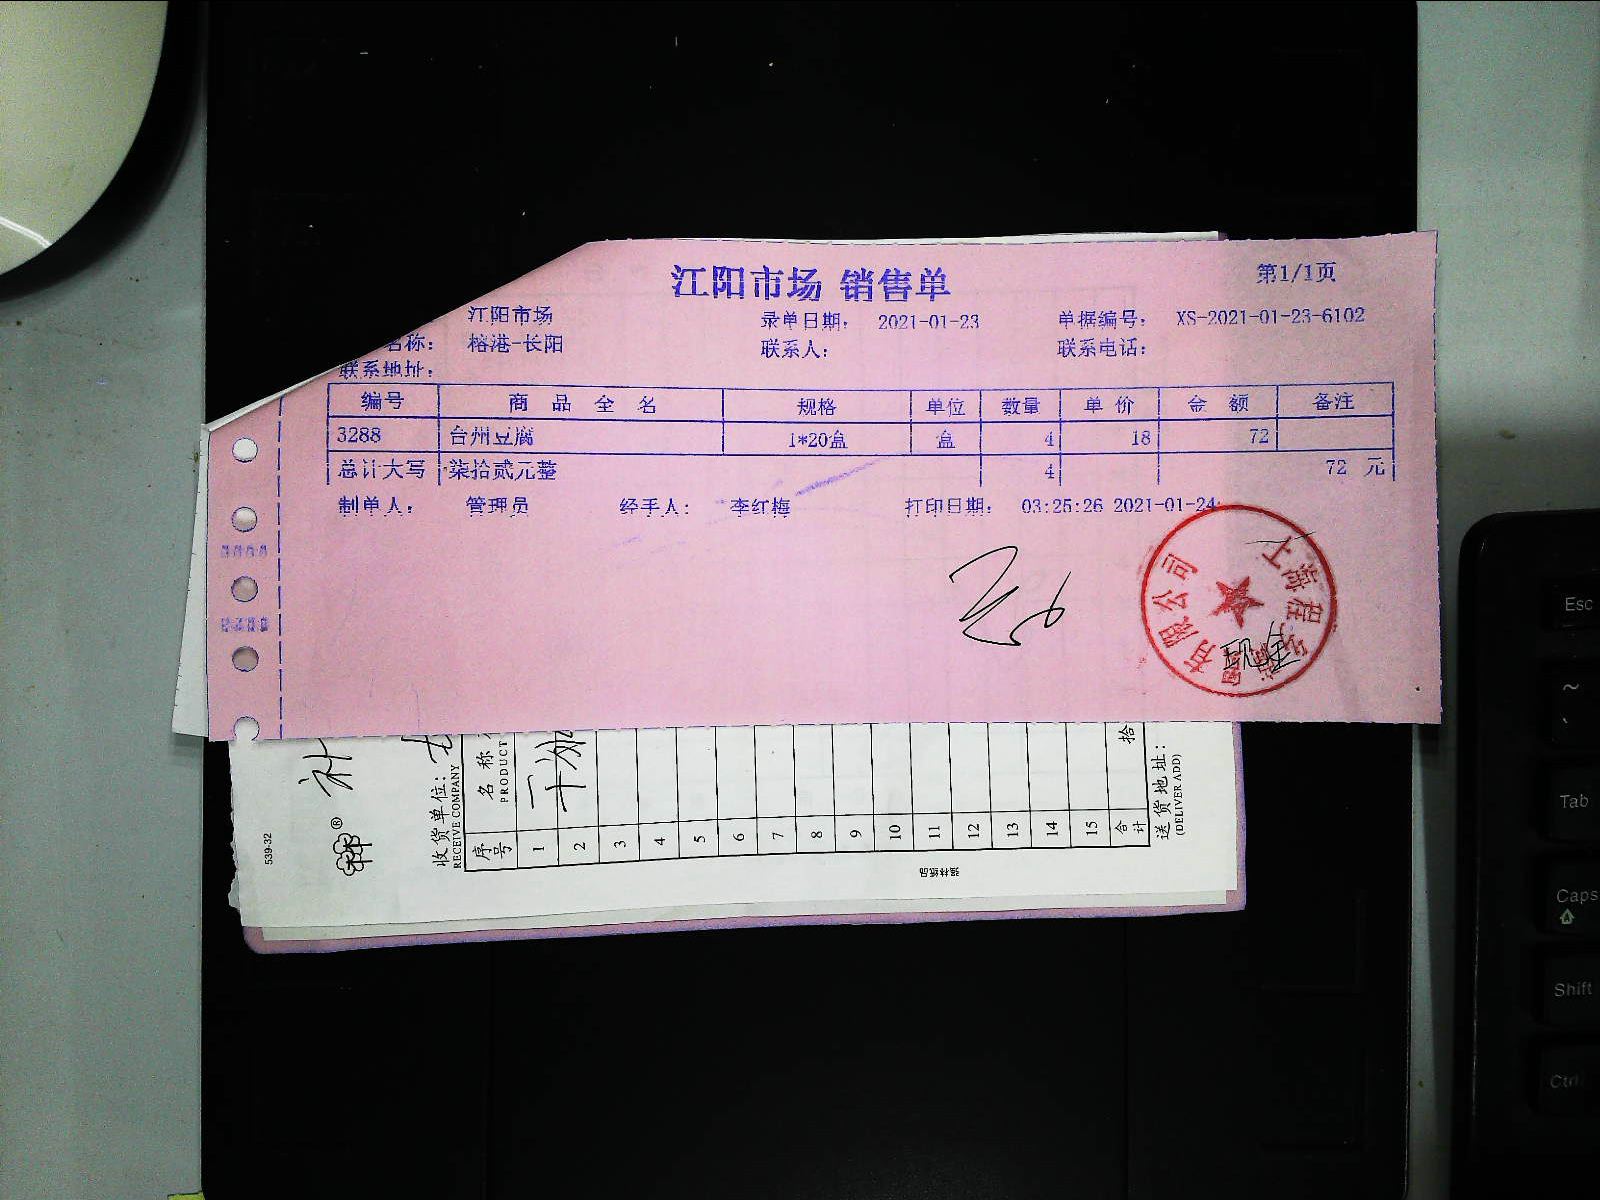 江阳市场 销售单
第1/1页
江阳市场 录单日期: 2021-01-23 单据编号: XS-2021-01-23-6102
名称: 榕港-长阳 联系人: 联系电话:
联系地址:
编号 商品全名 规格 单位 数量 单价 金额 备注
3288 台州豆腐 1*20盒 盒 4 18 72
总计大写 柒拾贰元整 4 72 元
制单人: 管理员 经手人: 李红梅 打印日期: 03:25:26 2021-01-24
有限公司
539-32
补
收货单位:
RECEIVE COMPANY
序号 名称
PRODUCT
1
2
3
4
5
6
7
8
9
10
11
12
13
14
15
合计 拾
送货地址:
(DELIVER ADD)
Esc
~
Tab
Caps
Shift
Ctrl